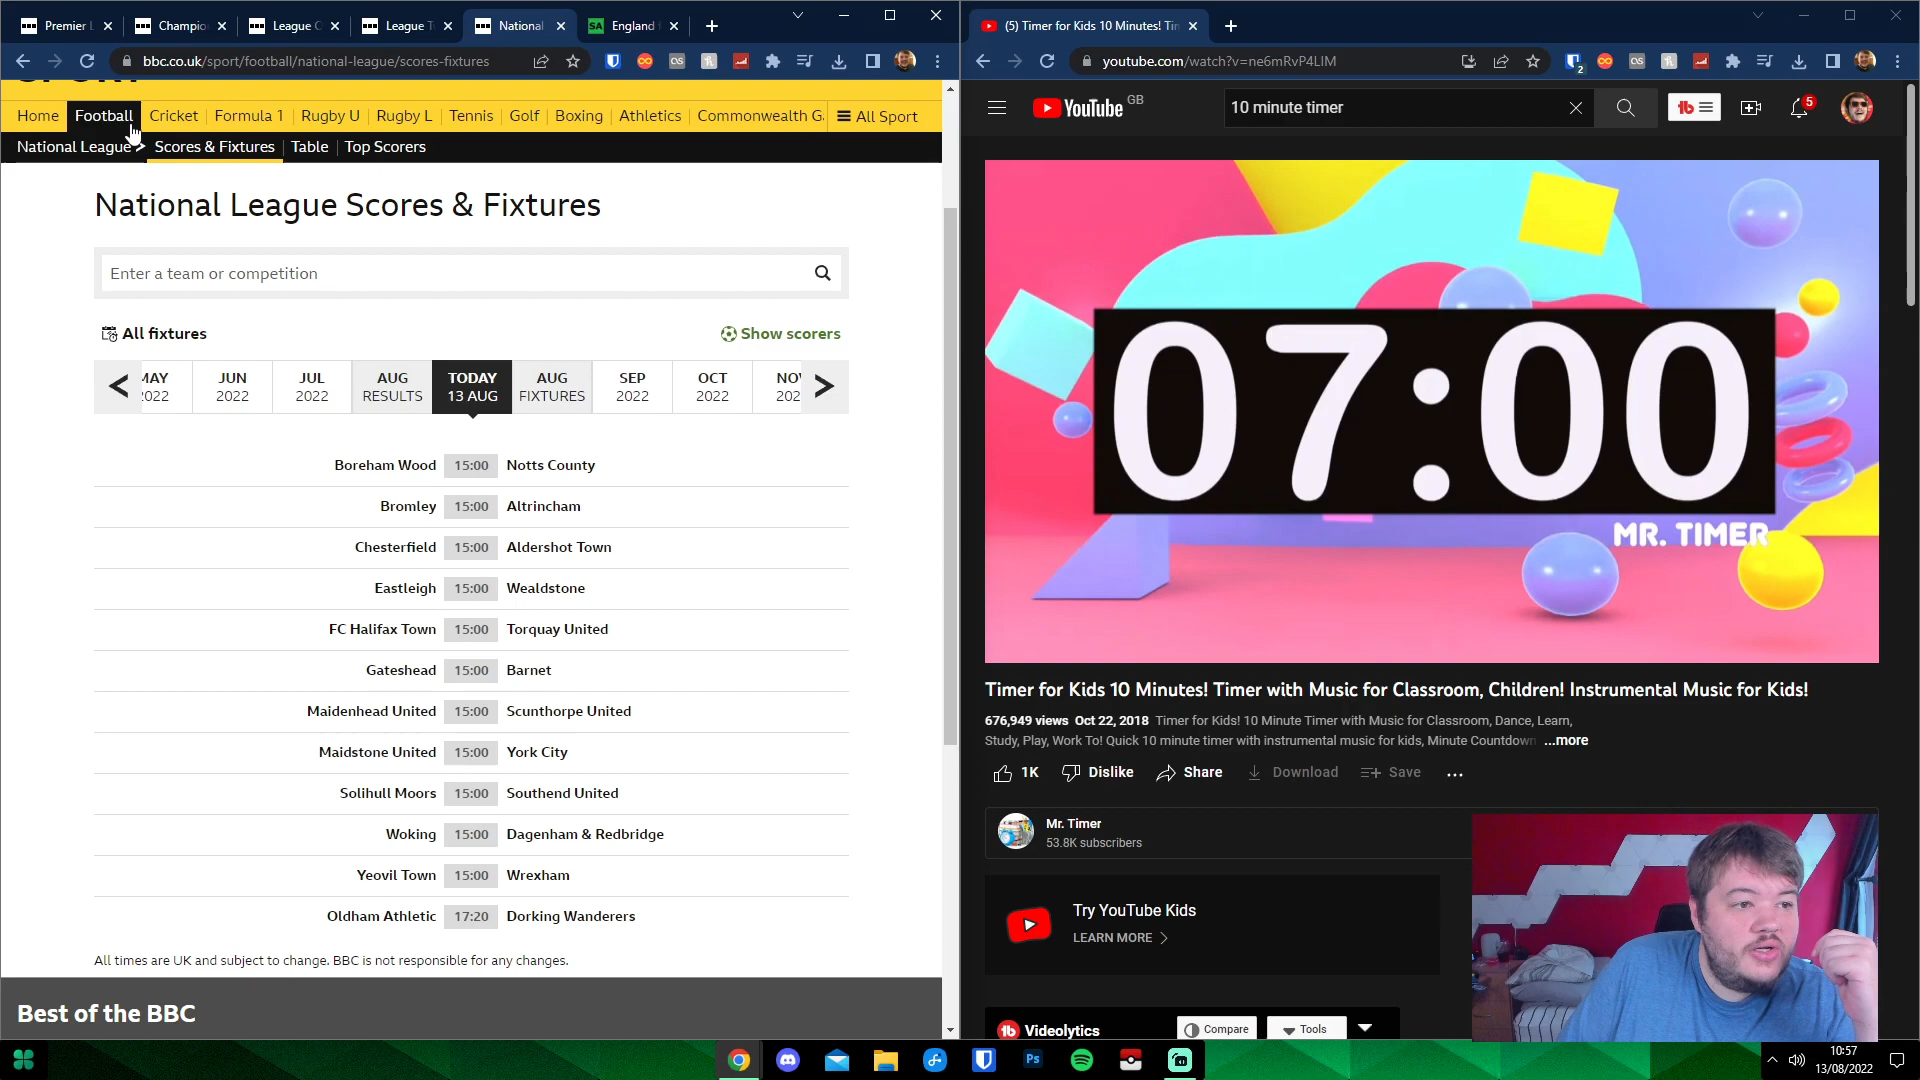 Premier
Champio
League
League
National
England
bbc.co.uk/sport/football/national-league/scores-fixtures
Home Football Cricket Formula 1 Rugby U Rugby L Tennis Golf Boxing Athletics Commonwealth G All Sport
National League Scores & Fixtures Table Top Scorers
National League Scores & Fixtures
Enter a team or competition
All fixtures
Show scorers
MAY 2022
JUN 2022
JUL 2022
AUG RESULTS
TODAY 13 AUG
AUG FIXTURES
SEP 2022
OCT 2022
NOV 202
Boreham Wood 15:00 Notts County
Bromley 15:00 Altrincham
Chesterfield 15:00 Aldershot Town
Eastleigh 15:00 Wealdstone
FC Halifax Town 15:00 Torquay United
Gateshead 15:00 Barnet
Maidenhead United 15:00 Scunthorpe United
Maidstone United 15:00 York City
Solihull Moors 15:00 Southend United
Woking 15:00 Dagenham & Redbridge
Yeovil Town 15:00 Wrexham
Oldham Athletic 17:20 Dorking Wanderers
All times are UK and subject to change. BBC is not responsible for any changes.
Best of the BBC
(5) Timer for Kids 10 Minutes! Tim
youtube.com/watch?v=ne6mRvP4LIM
YouTube GB
10 minute timer
5
07:00
MR. TIMER
Timer for Kids 10 Minutes! Timer with Music for Classroom, Children! Instrumental Music for Kids!
676,949 views Oct 22, 2018 Timer for Kids! 10 Minute Timer with Music for Classroom, Dance, Learn,
Study, Play, Work To! Quick 10 minute timer with instrumental music for kids, Minute Countdown ...more
1K Dislike Share Download Save ...
Mr. Timer
53.8K subscribers
Try YouTube Kids
LEARN MORE
Videolytics Compare Tools
10:57
13/08/2022